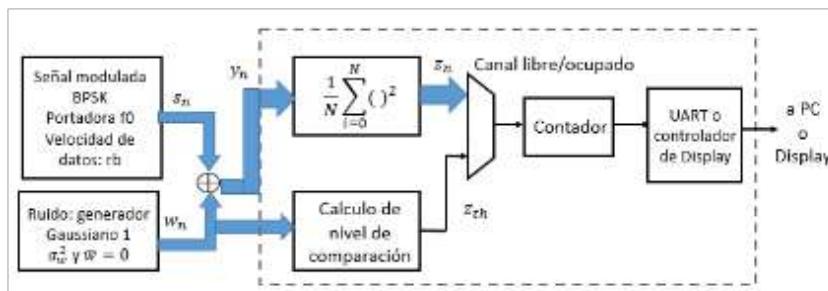 Señal modulada
BPSK
Portadora f0
Velocidad de
datos: rb
s_n
Ruido: generador
Gaussiano 1
σ_w^2 y w̅ = 0
w_n
y_n
1/N ∑_{i=0}^{N} ( )^2
z_n
Canal libre/ocupado
Calculo de
nivel de
comparación
z_th
Contador
UART o
controlador
de Display
a PC
o
Display